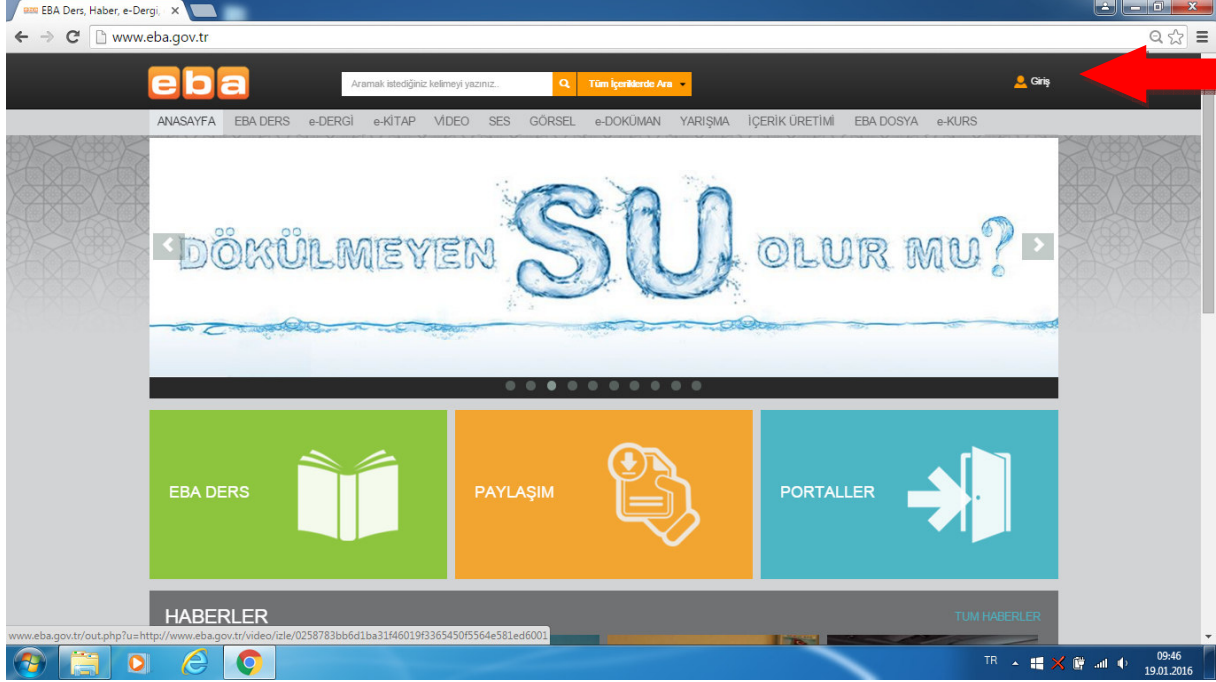 EBA Ders, Haber, e-Dergi,
www.eba.gov.tr
eba
Aramak istediğiniz kelimeyi yazınız..
Tüm İçeriklerde Ara
Giriş
ANASAYFA EBA DERS e-DERGİ e-KİTAP VİDEO SES GÖRSEL e-DOKÜMAN YARIŞMA İÇERİK ÜRETİMİ EBA DOSYA e-KURS
DÖKÜLMEYEN SU OLUR MU?
EBA DERS
PAYLAŞIM
PORTALLER
HABERLER
TÜM HABERLER
www.eba.gov.tr/out.php?u=http://www.eba.gov.tr/video/izle/0258783bb6d1ba31f46019f3365450f5564e581ed6001
TR
09:46
19.01.2016